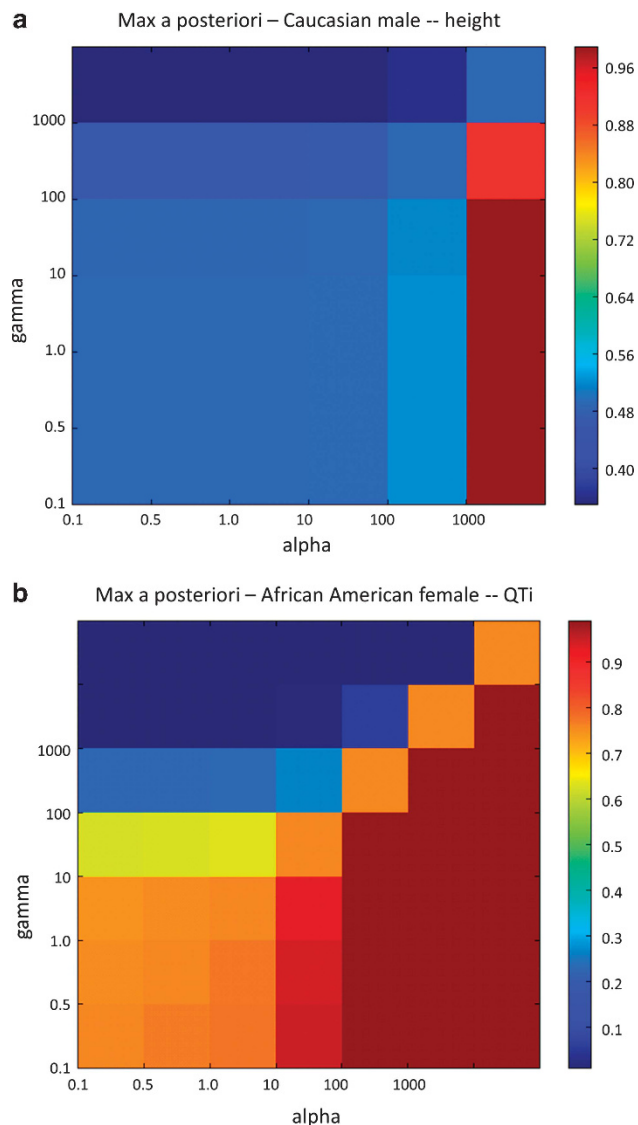 a
Max a posteriori – Caucasian male -- height
1000
100
10
1.0
0.5
0.1
gamma
0.1 0.5 1.0 10 100 1000
alpha
0.96
0.88
0.80
0.72
0.64
0.56
0.48
0.40
b
Max a posteriori – African American female -- QTi
1000
100
10
1.0
0.5
0.1
gamma
0.1 0.5 1.0 10 100 1000
alpha
0.9
0.8
0.7
0.6
0.5
0.4
0.3
0.2
0.1